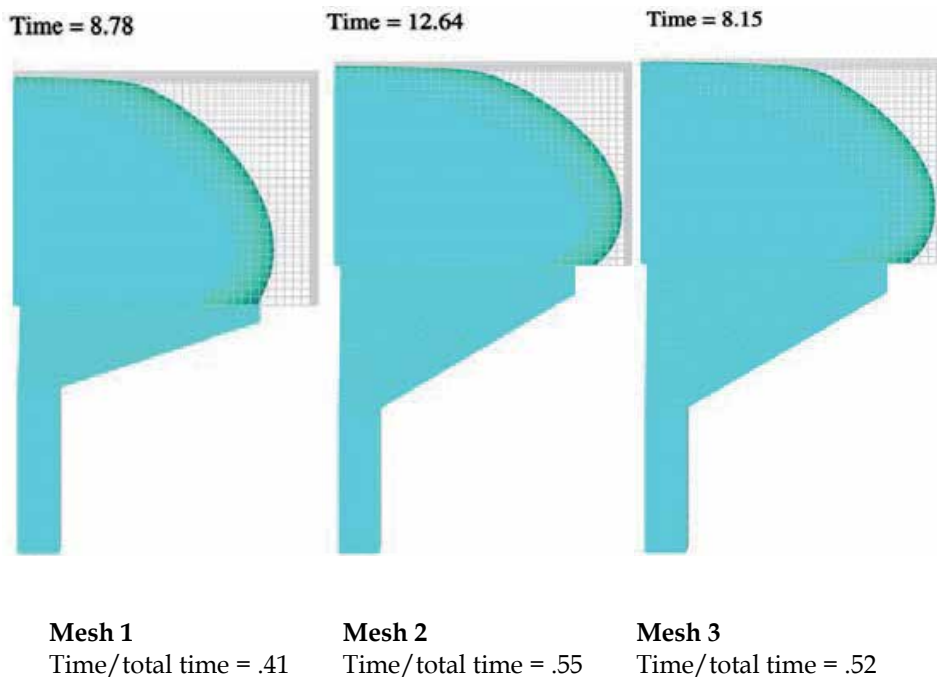 Time = 8.78
Time = 12.64
Time = 8.15
Mesh 1
Time/total time = .41
Mesh 2
Time/total time = .55
Mesh 3
Time/total time = .52